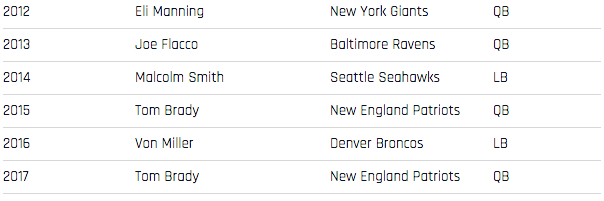 2012 Eli Manning New York Giants QB
2013 Joe Flacco Baltimore Ravens QB
2014 Malcolm Smith Seattle Seahawks LB
2015 Tom Brady New England Patriots QB
2016 Von Miller Denver Broncos LB
2017 Tom Brady New England Patriots QB